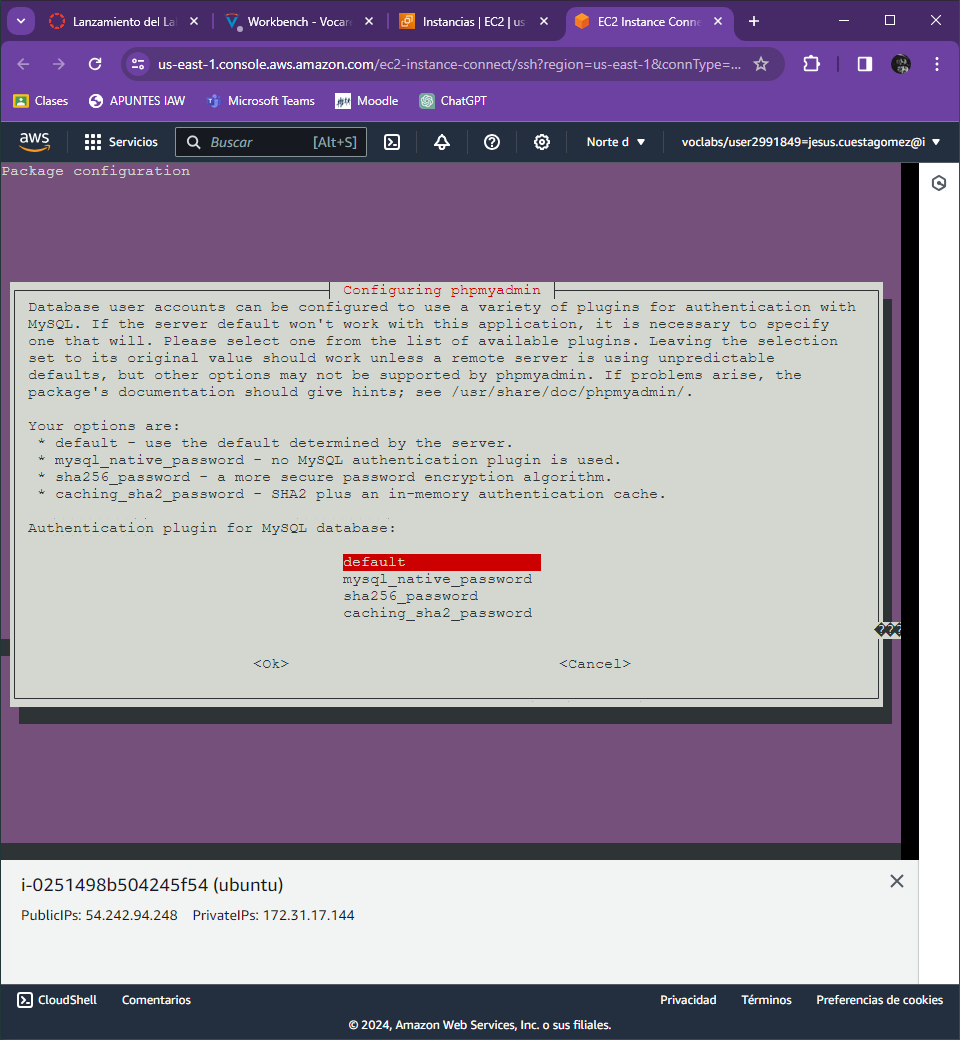 Lanzamiento del La
Workbench - Vocar
Instancias | EC2 | us
EC2 Instance Conne
us-east-1.console.aws.amazon.com/ec2-instance-connect/ssh?region=us-east-1&connType=...
Clases
APUNTES IAW
Microsoft Teams
Moodle
ChatGPT
aws
Servicios
Buscar
[Alt+S]
Norte d
voclabs/user2991849=jesus.cuestagomez@i
Package configuration
Configuring phpmyadmin
Database user accounts can be configured to use a variety of plugins for authentication with
MySQL. If the server default won't work with this application, it is necessary to specify
one that will. Please select one from the list of available plugins. Leaving the selection
set to its original value should work unless a remote server is using unpredictable
defaults, but other options may not be supported by phpmyadmin. If problems arise, the
package's documentation should give hints; see /usr/share/doc/phpmyadmin/.
Your options are:
* default - use the default determined by the server.
* mysql_native_password - no MySQL authentication plugin is used.
* sha256_password - a more secure password encryption algorithm.
* caching_sha2_password - SHA2 plus an in-memory authentication cache.
Authentication plugin for MySQL database:
default
mysql_native_password
sha256_password
caching_sha2_password
<Ok>
<Cancel>
i-0251498b504245f54 (ubuntu)
PublicIPs: 54.242.94.248 PrivateIPs: 172.31.17.144
CloudShell
Comentarios
Privacidad
Términos
Preferencias de cookies
© 2024, Amazon Web Services, Inc. o sus filiales.